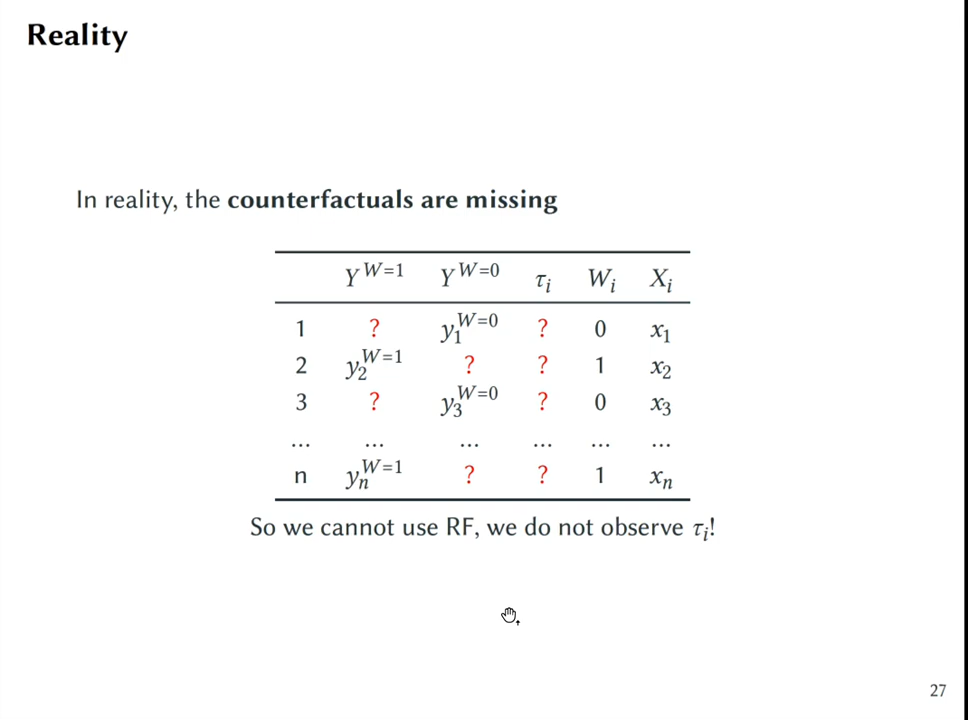 Reality
In reality, the counterfactuals are missing
Y^{W=1} Y^{W=0} τ_i W_i X_i
1 ? y_1^{W=0} ? 0 x_1
2 y_2^{W=1} ? ? 1 x_2
3 ? y_3^{W=0} ? 0 x_3
... ... ... ... ... ...
n y_n^{W=1} ? ? 1 x_n
So we cannot use RF, we do not observe τ_i!
27